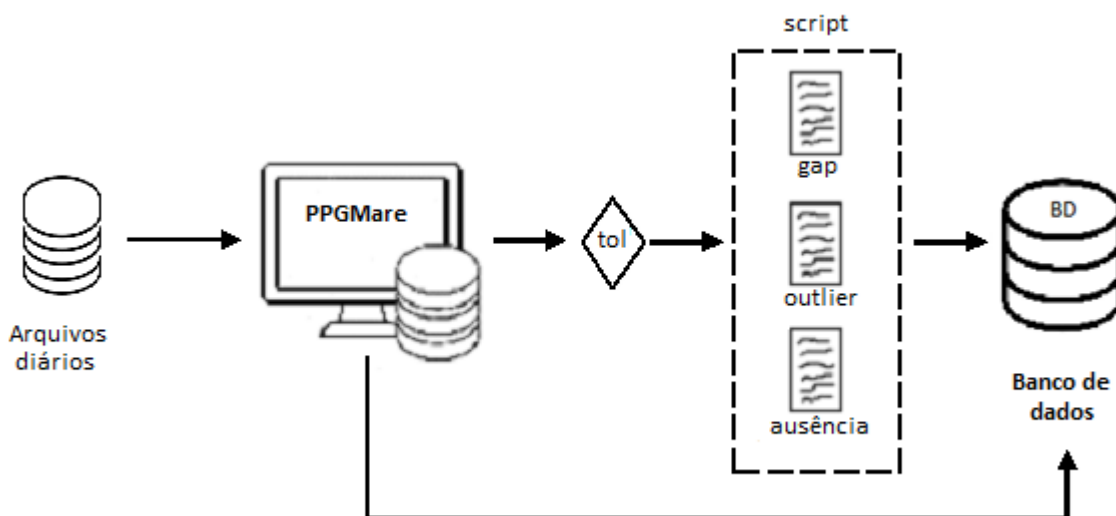 script
gap
PPGMare
BD
tol
outlier
Arquivos
diários
Banco de
dados
ausência